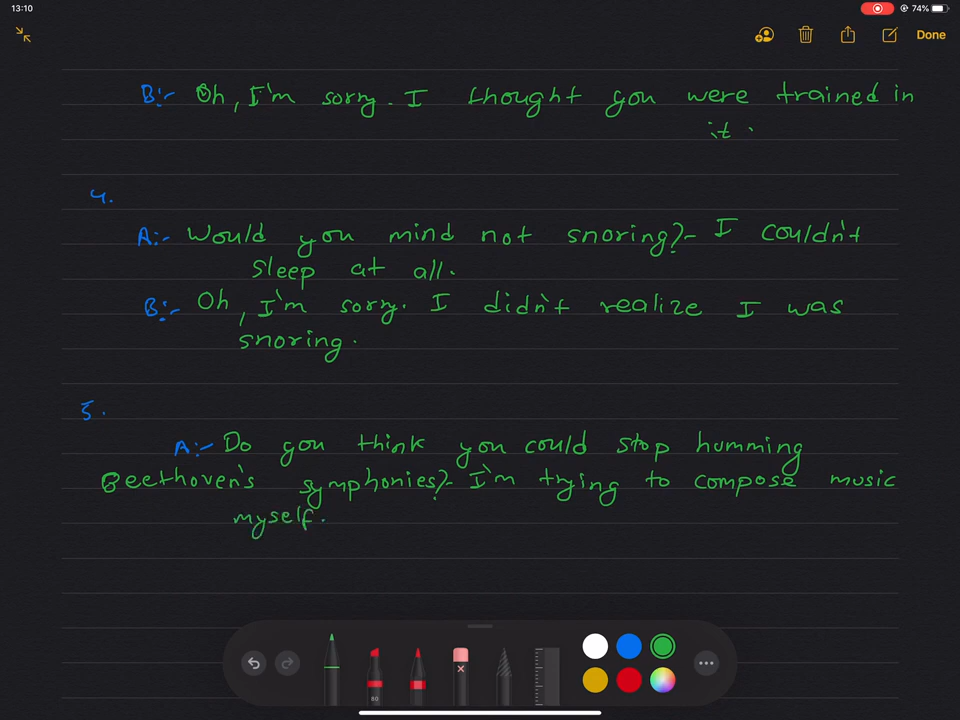 13:10
74%
Done
B:- Oh, I'm sorry. I thought you were trained in
it.
4.
A:- Would you mind not snoring?- I couldn't
sleep at all.
B:- Oh, I'm sorry. I didn't realize I was
snoring.
5.
A:- Do you think you could stop humming
Beethoven's symphonies?- I'm trying to compose music
myself.
80